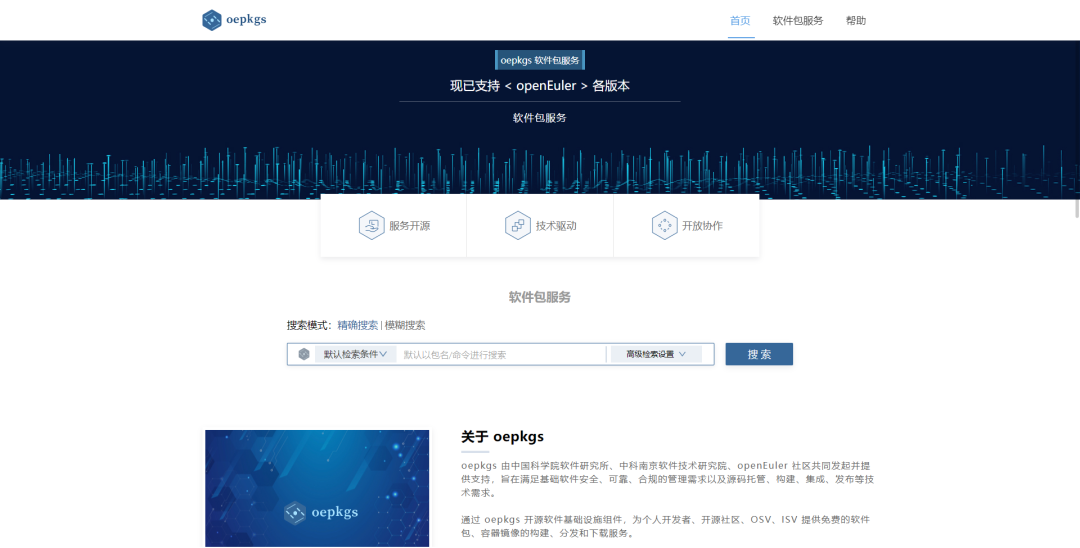 oepkgs
首页 软件包服务 帮助
oepkgs 软件包服务
现已支持 < openEuler > 各版本
软件包服务
服务开源 技术驱动 开放协作
软件包服务
搜索模式：精确搜索 | 模糊搜索
默认检索条件 默认以包名/命令进行搜索 高级检索设置 搜 索
关于 oepkgs
oepkgs 由中国科学院软件研究所、中科南京软件技术研究院、openEuler 社区共同发起并提
供支持，旨在满足基础软件安全、可靠、合规的管理需求以及源码托管、构建、集成、发布等技
术需求。
通过 oepkgs 开源软件基础设施组件，为个人开发者、开源社区、OSV、ISV 提供免费的软件
包、容器镜像的构建、分发和下载服务。
oepkgs